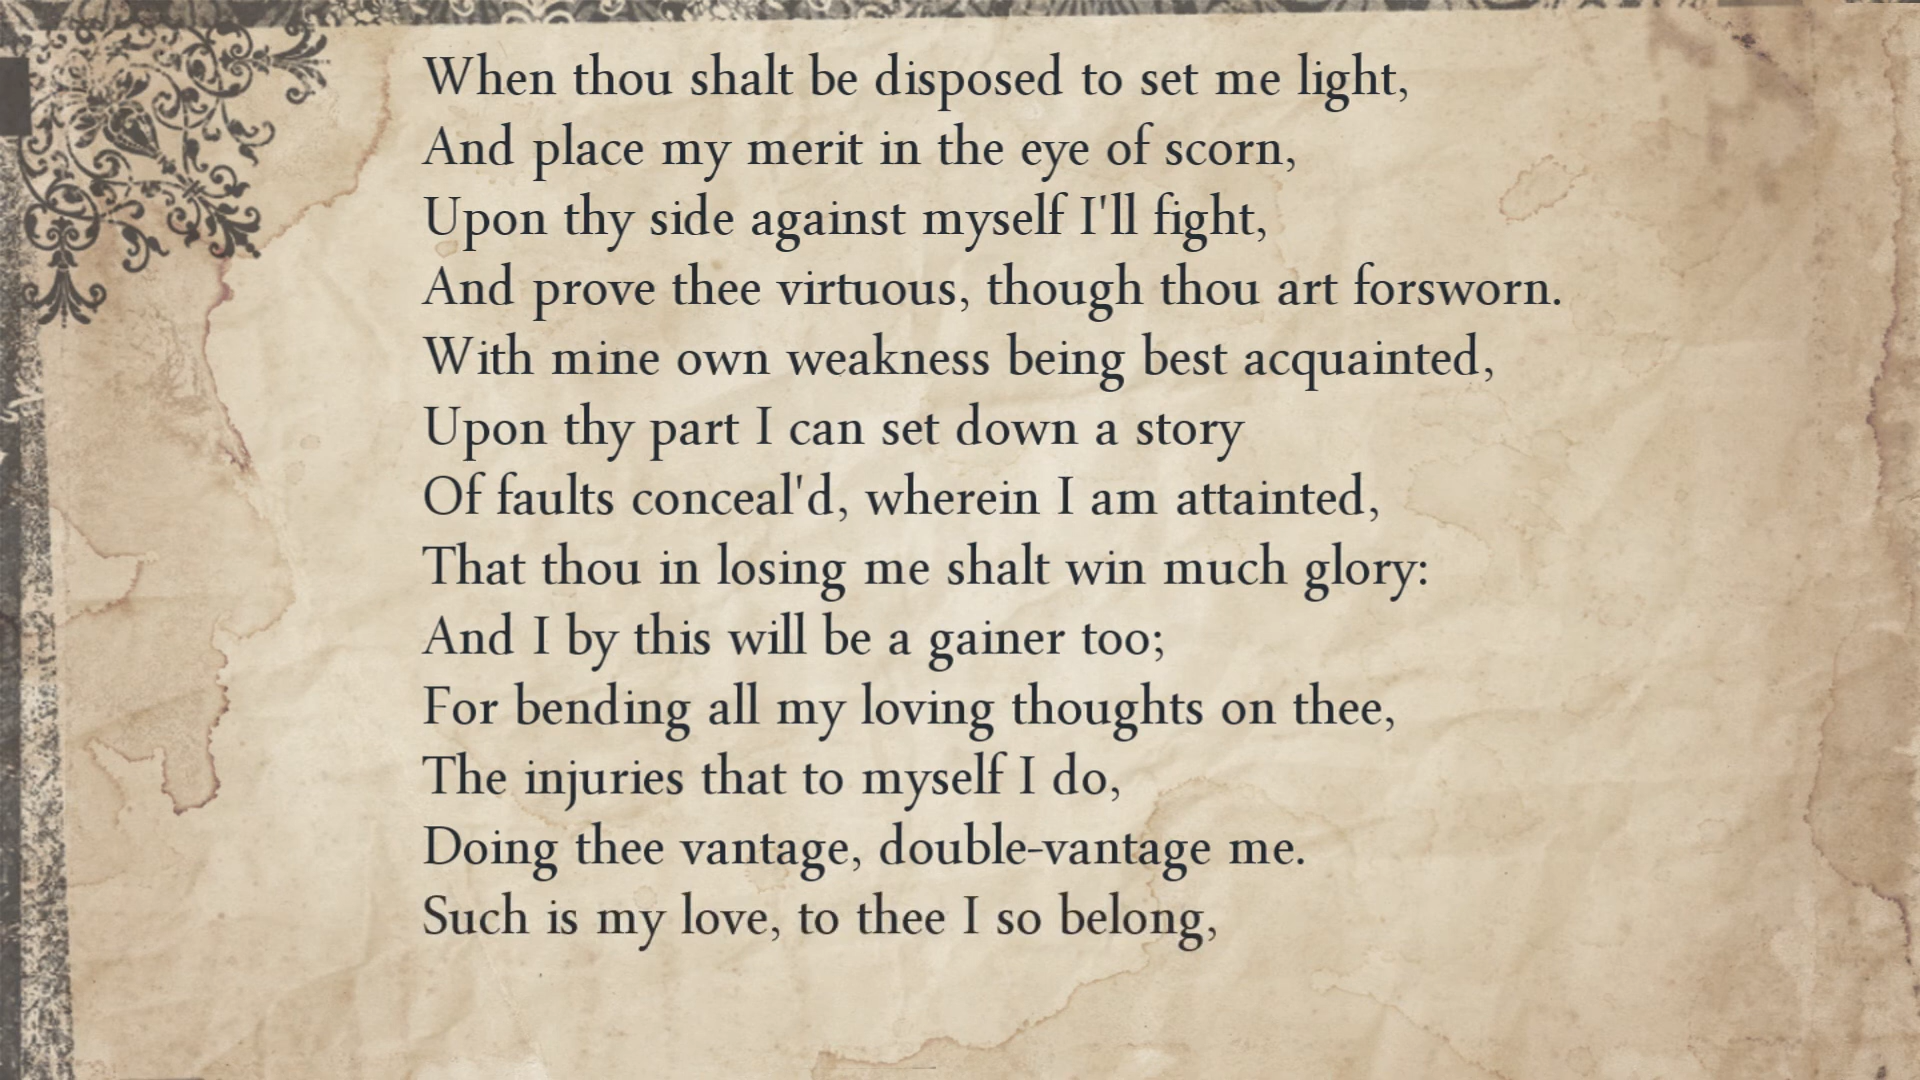 When thou shalt be disposed to set me light,
And place my merit in the eye of scorn,
Upon thy side against myself I'll fight,
And prove thee virtuous, though thou art forsworn.
With mine own weakness being best acquainted,
Upon thy part I can set down a story
Of faults conceal'd, wherein I am attainted,
That thou in losing me shalt win much glory:
And I by this will be a gainer too;
For bending all my loving thoughts on thee,
The injuries that to myself I do,
Doing thee vantage, double-vantage me.
Such is my love, to thee I so belong,